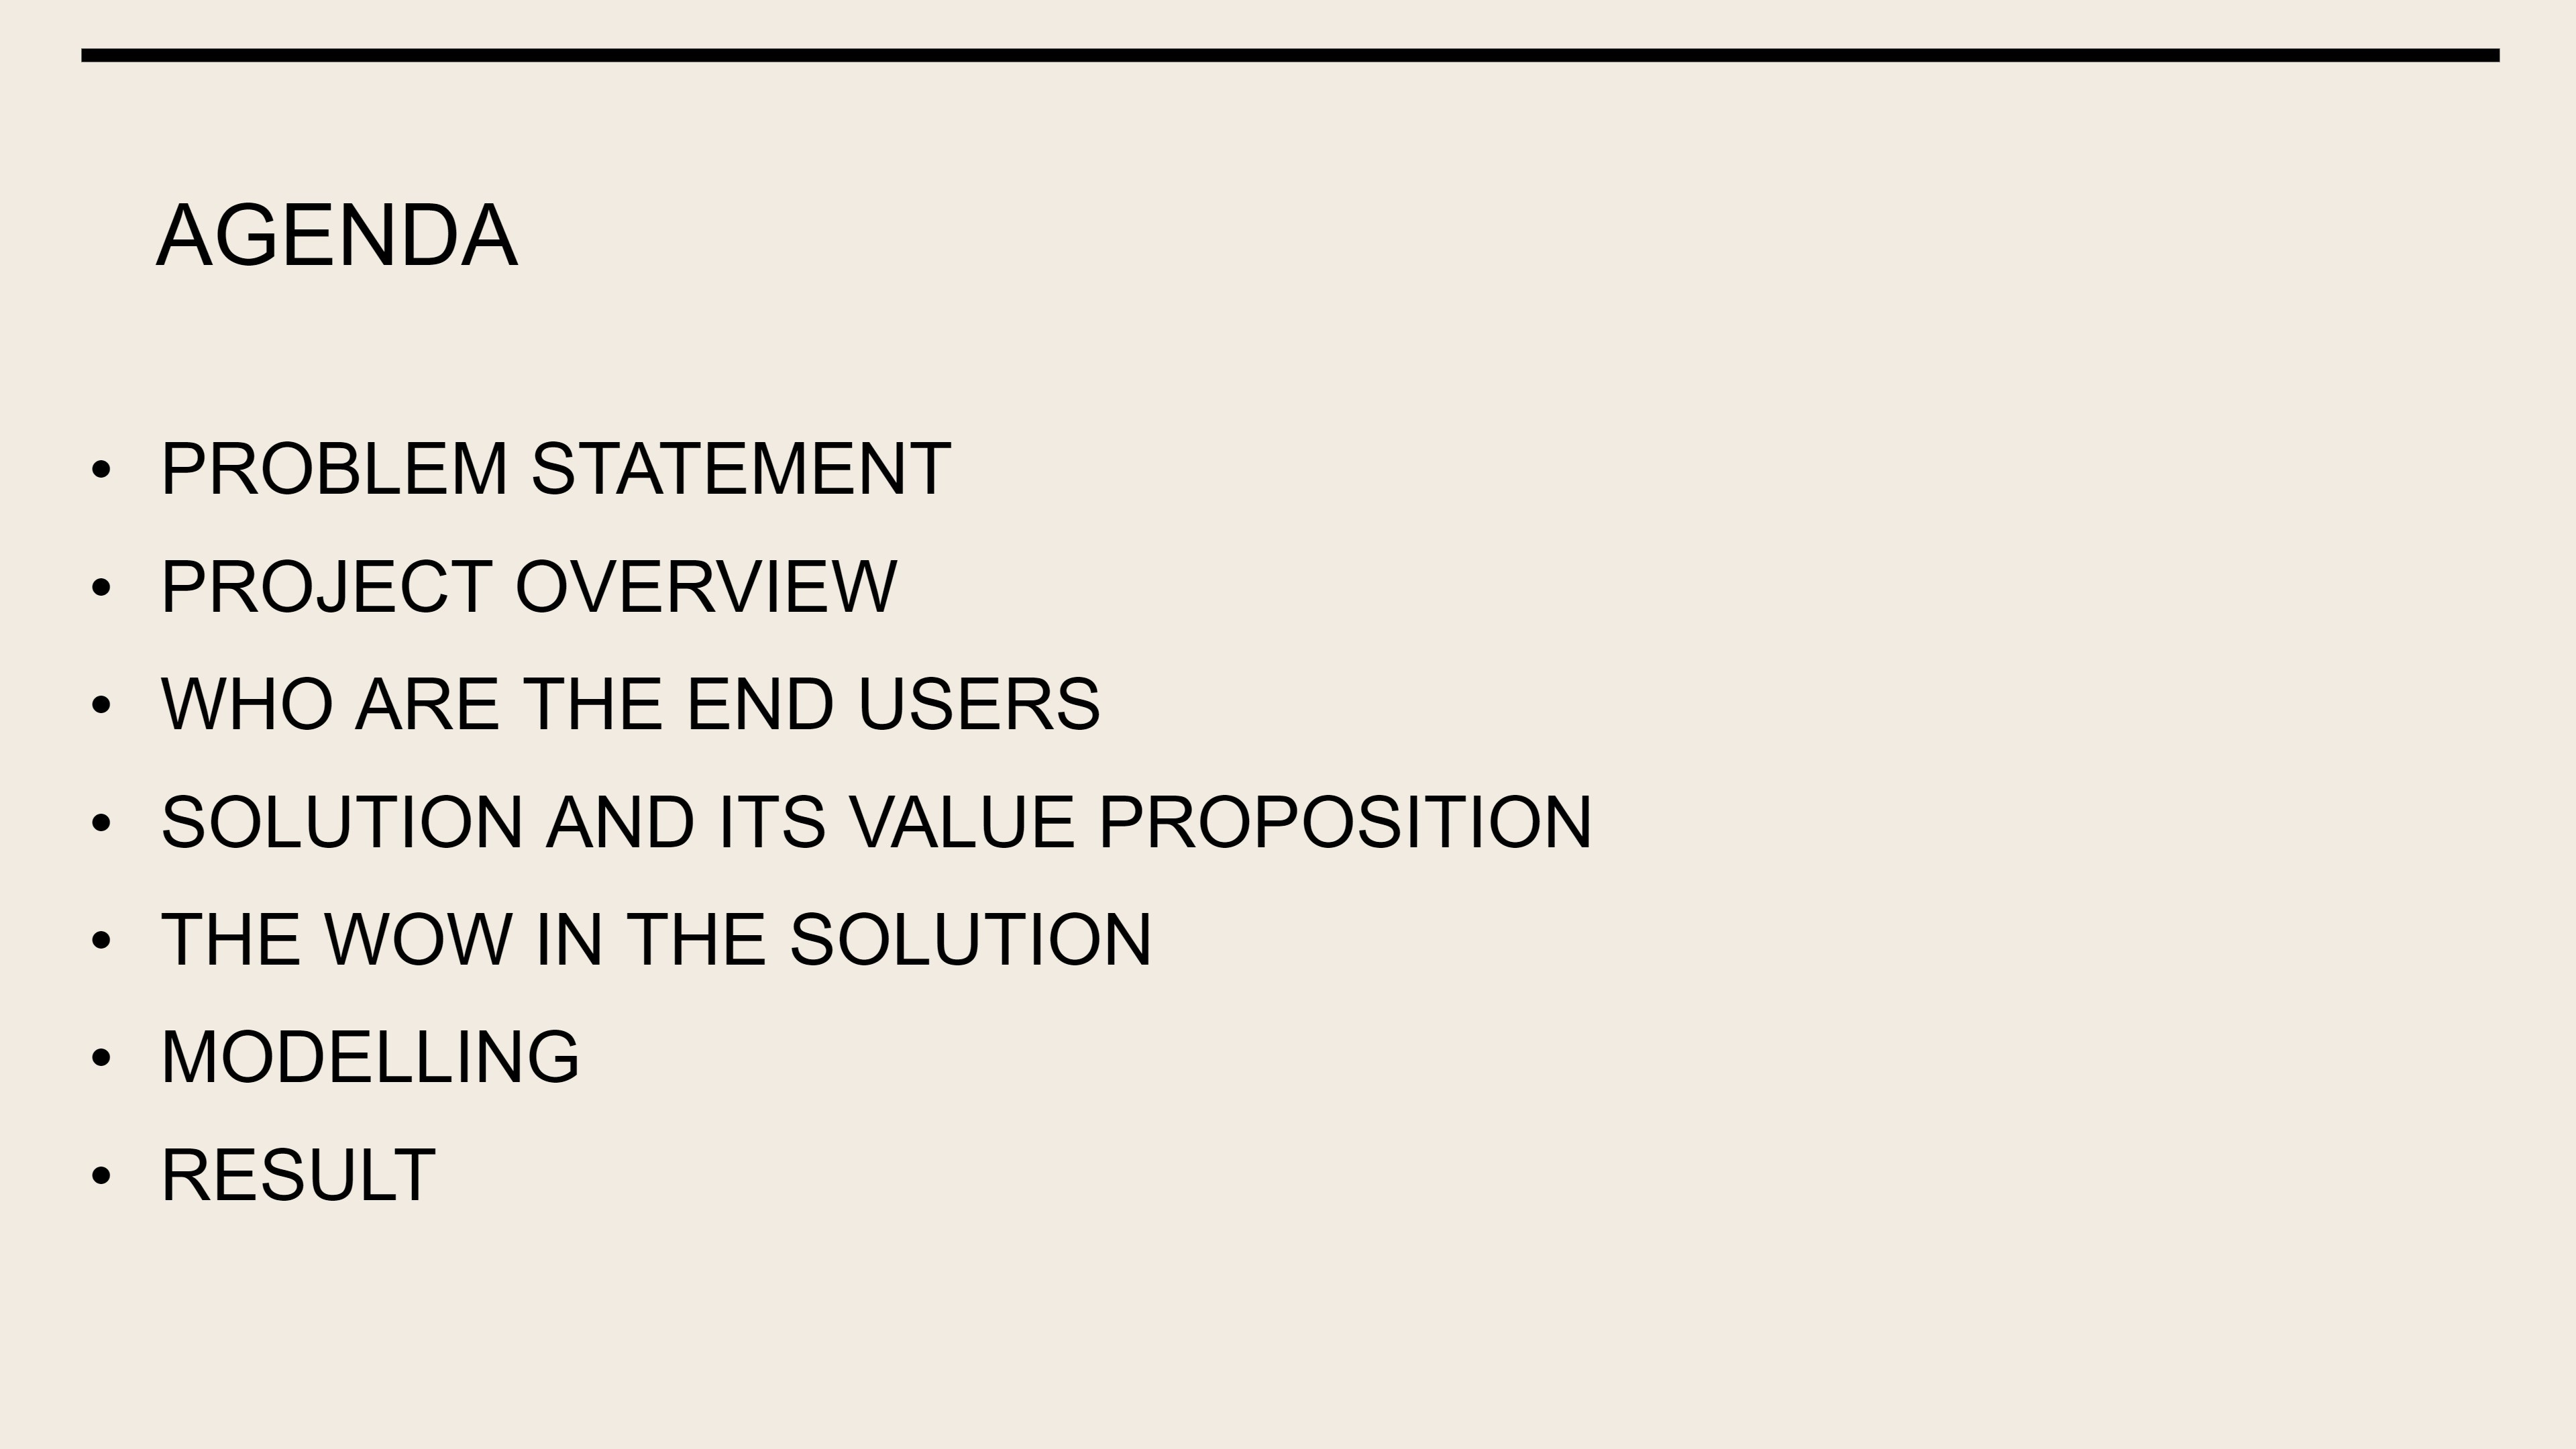 AGENDA
• PROBLEM STATEMENT
• PROJECT OVERVIEW
• WHO ARE THE END USERS
• SOLUTION AND ITS VALUE PROPOSITION
• THE WOW IN THE SOLUTION
• MODELLING
• RESULT